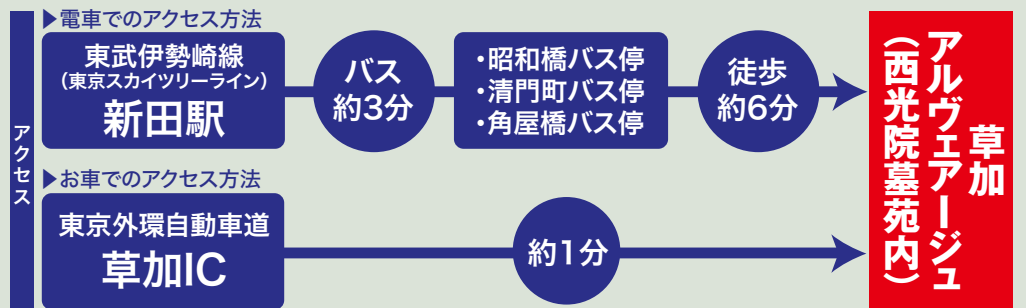 アクセス
▶電車でのアクセス方法
東武伊勢崎線
（東京スカイツリーライン）
新田駅
バス
約3分
・昭和橋バス停
・清門町バス停
・角屋橋バス停
徒歩
約6分
▶お車でのアクセス方法
東京外環自動車道
草加IC
約1分
草加
アルヴェアージュ
（西光院墓苑内）